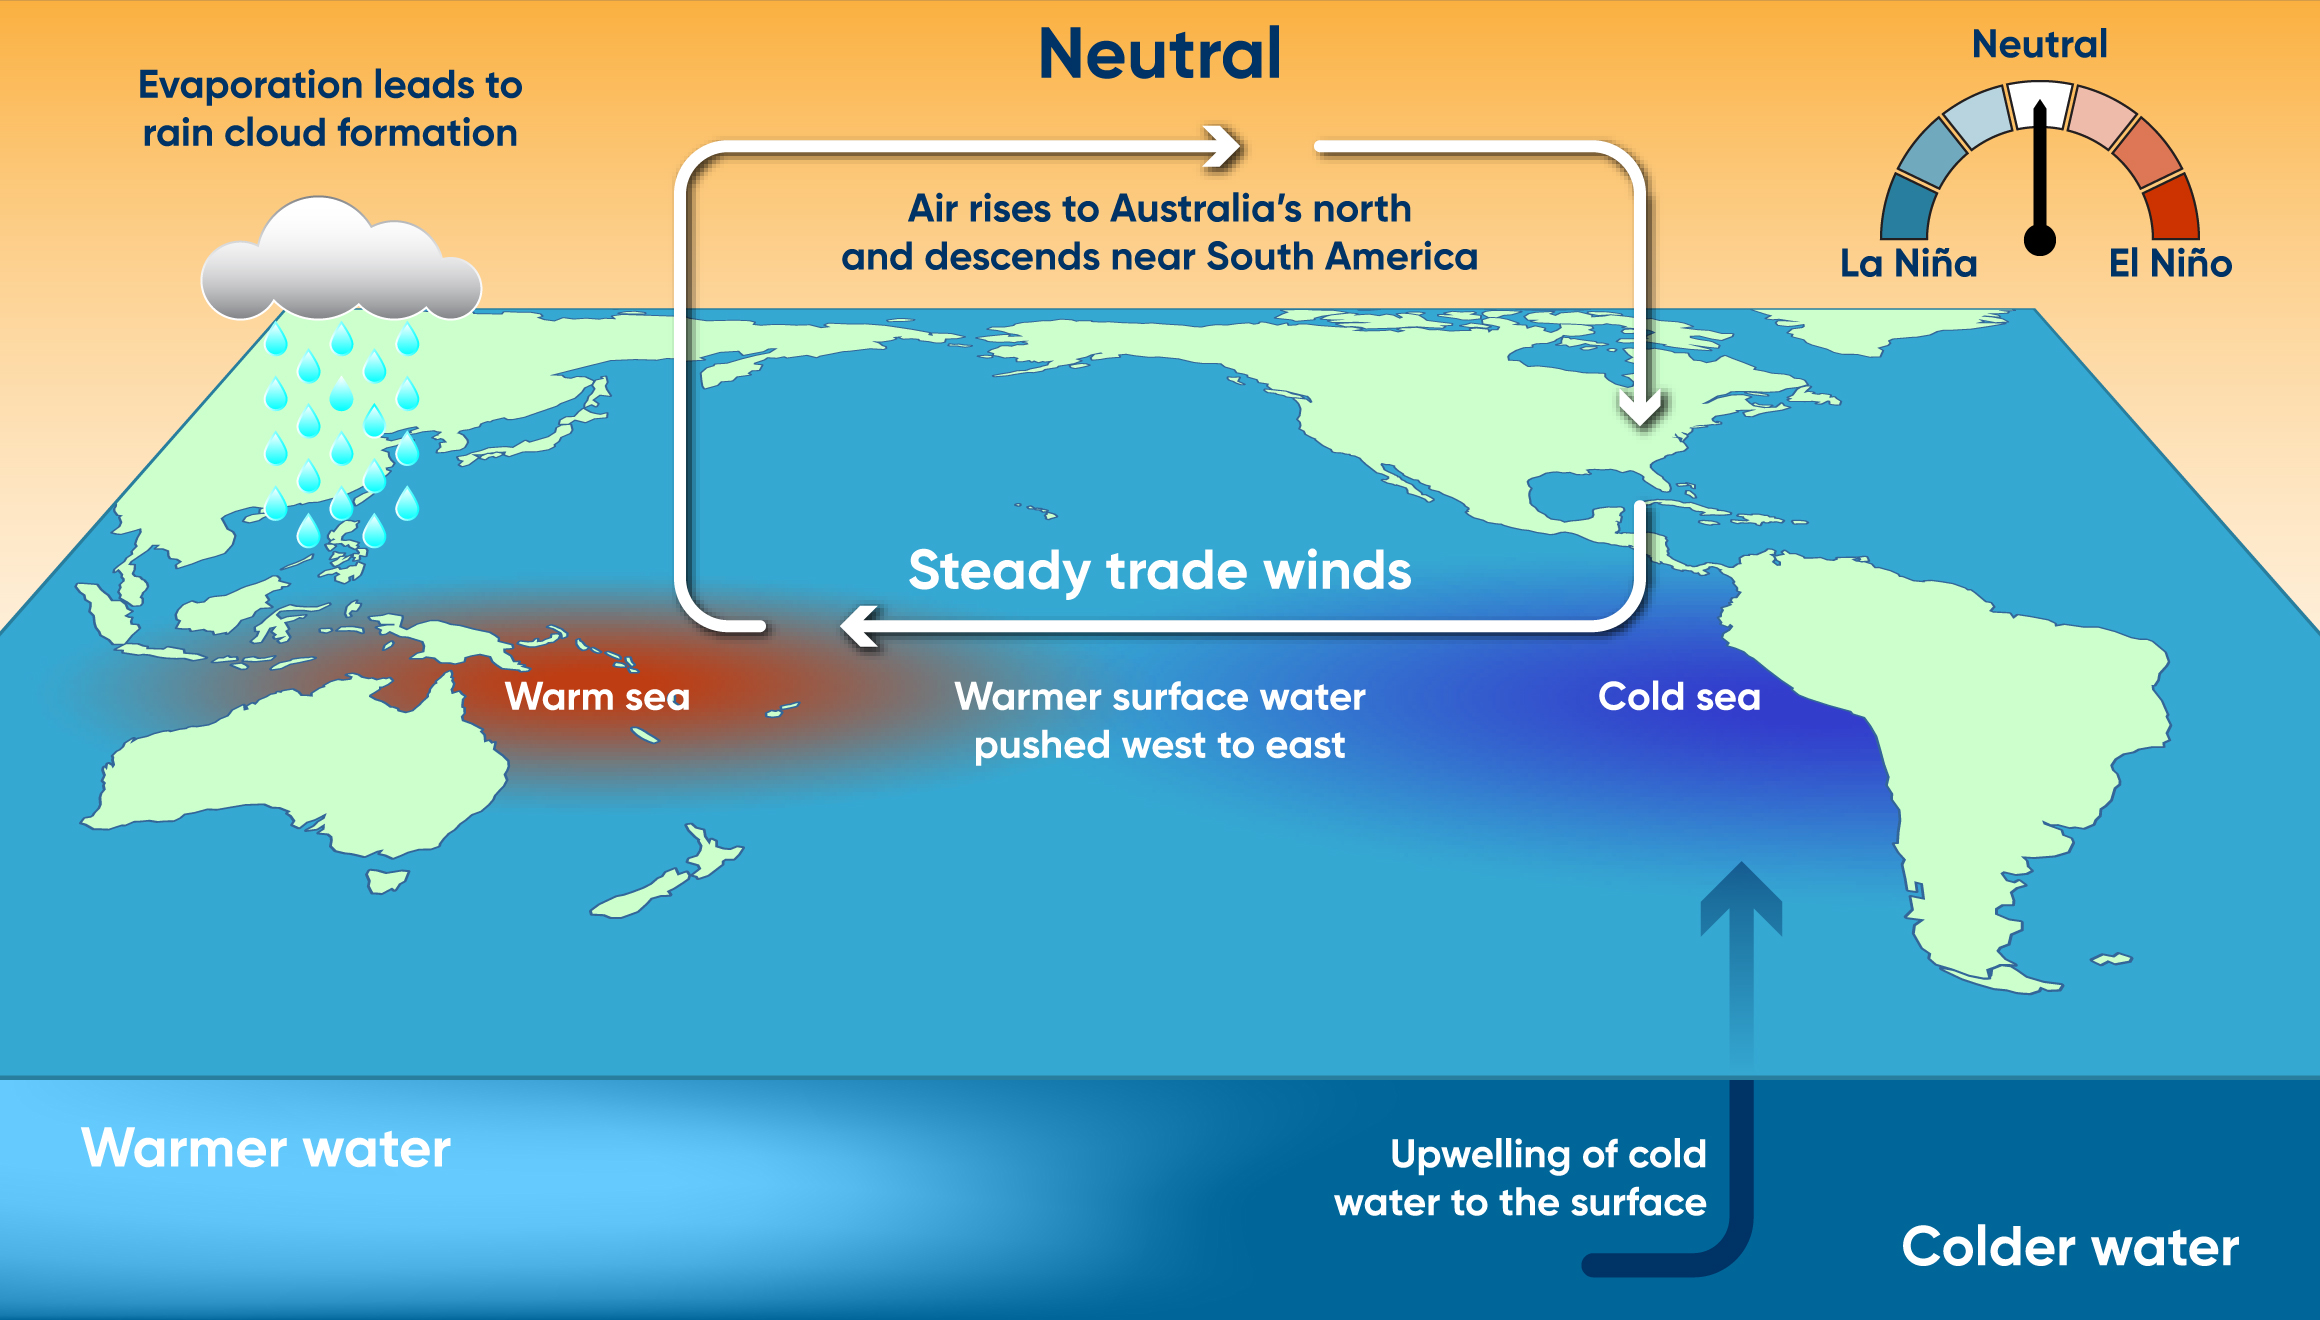 Neutral
Evaporation leads to
rain cloud formation
Neutral
La Niña
El Niño
Air rises to Australia's north
and descends near South America
Steady trade winds
Warm sea
Warmer surface water
pushed west to east
Cold sea
Warmer water
Upwelling of cold
water to the surface
Colder water